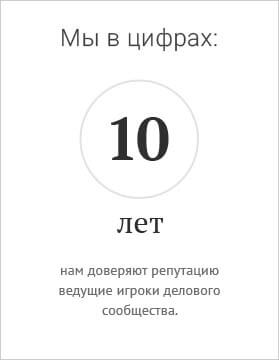 Мы в цифрах:
10
лет
нам доверяют репутацию
ведущие игроки делового
сообщества.